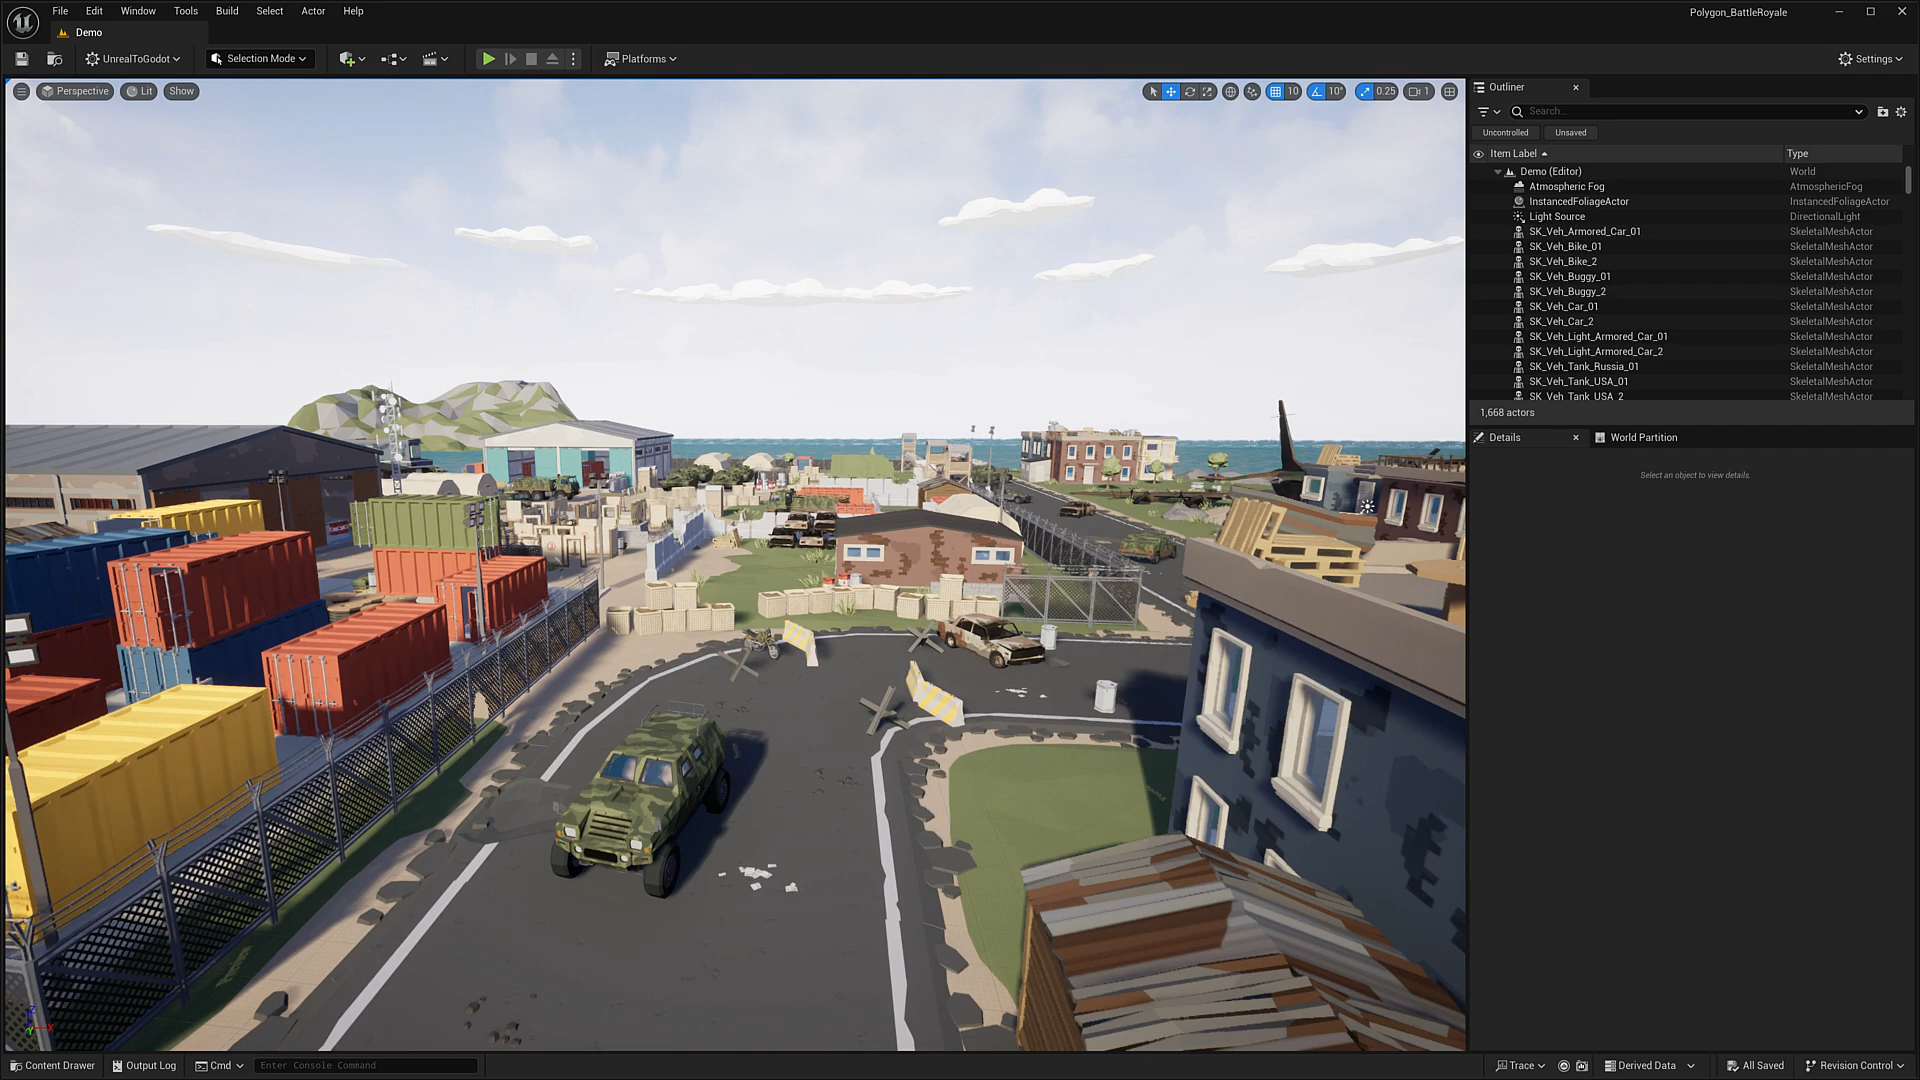 File Edit Window Tools Build Select Actor Help
Polygon_BattleRoyale
Demo
UnrealToGodot
Selection Mode
Platforms
Settings
Perspective Lit Show
10 10° 0.25 1
Outliner
Search...
Uncontrolled Unsaved
Item Label Type
Demo (Editor) World
Atmospheric Fog AtmosphericFog
InstancedFoliageActor InstancedFoliageActor
Light Source DirectionalLight
SK_Veh_Armored_Car_01 SkeletalMeshActor
SK_Veh_Bike_01 SkeletalMeshActor
SK_Veh_Bike_2 SkeletalMeshActor
SK_Veh_Buggy_01 SkeletalMeshActor
SK_Veh_Buggy_2 SkeletalMeshActor
SK_Veh_Car_01 SkeletalMeshActor
SK_Veh_Car_2 SkeletalMeshActor
SK_Veh_Light_Armored_Car_01 SkeletalMeshActor
SK_Veh_Light_Armored_Car_2 SkeletalMeshActor
SK_Veh_Tank_Russia_01 SkeletalMeshActor
SK_Veh_Tank_USA_01 SkeletalMeshActor
SK_Veh_Tank_USA_2 SkeletalMeshActor
1,668 actors
Details World Partition
Select an object to view details.
Z
Y X
Content Drawer Output Log Cmd Enter Console Command
Trace Derived Data All Saved Revision Control